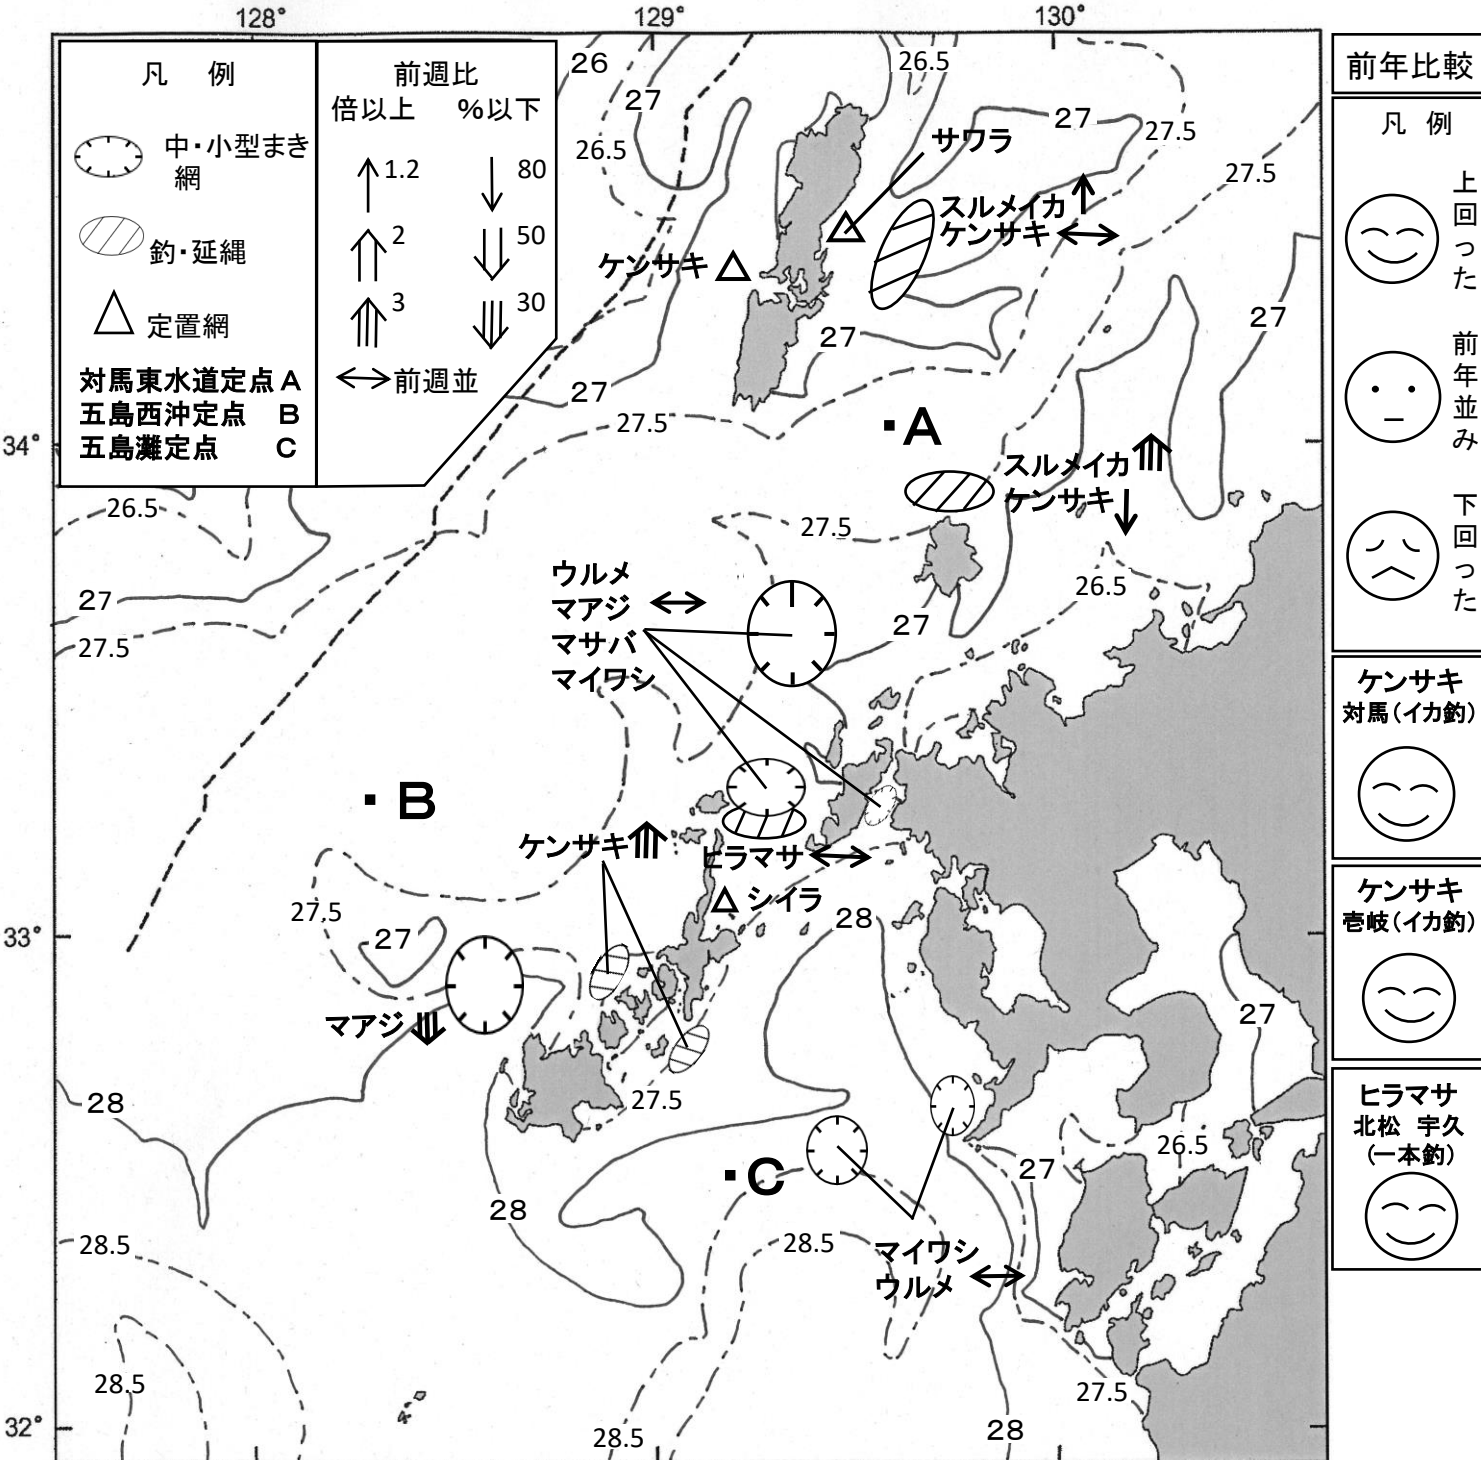 128°
129°
130°
凡 例
中・小型まき
網
釣・延縄
定置網
対馬東水道定点 A
五島西沖定点 B
五島灘定点 C
前週比
倍以上 %以下
1.2 80
2 50
3 30
前週並
前年比較
凡 例
上回った
前年並み
下回った
ケンサキ
対馬(イカ釣)
ケンサキ
壱岐(イカ釣)
ヒラマサ
北松 宇久
(一本釣)
26
27
26.5
26.5
サワラ
27
27.5
27.5
スルメイカ
ケンサキ
ケンサキ
27
27
27
27.5
34°
A
スルメイカ
ケンサキ
26.5
27.5
26.5
ウルメ
マアジ
マサバ
マイワシ
27
27
27.5
B
ケンサキ
ヒラマサ
シイラ
27.5
28
33°
27
マアジ
27
28
27.5
26.5
C
27
28
28.5
28.5
マイワシ
ウルメ
28.5
27.5
32°
28.5
28